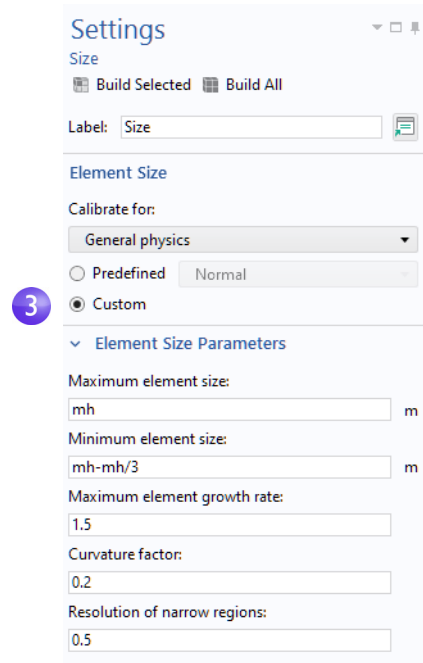 Settings
Size
Build Selected Build All
Label: Size
Element Size
Calibrate for:
General physics
Predefined Normal
3 Custom
Element Size Parameters
Maximum element size:
mh m
Minimum element size:
mh-mh/3 m
Maximum element growth rate:
1.5
Curvature factor:
0.2
Resolution of narrow regions:
0.5